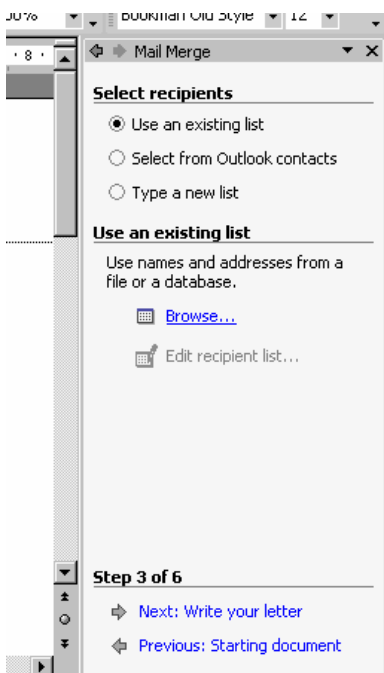 Bookman Old Style 12
· 8 ·
Mail Merge
Select recipients
Use an existing list
Select from Outlook contacts
Type a new list
Use an existing list
Use names and addresses from a
file or a database.
Browse...
Edit recipient list...
Step 3 of 6
Next: Write your letter
Previous: Starting document